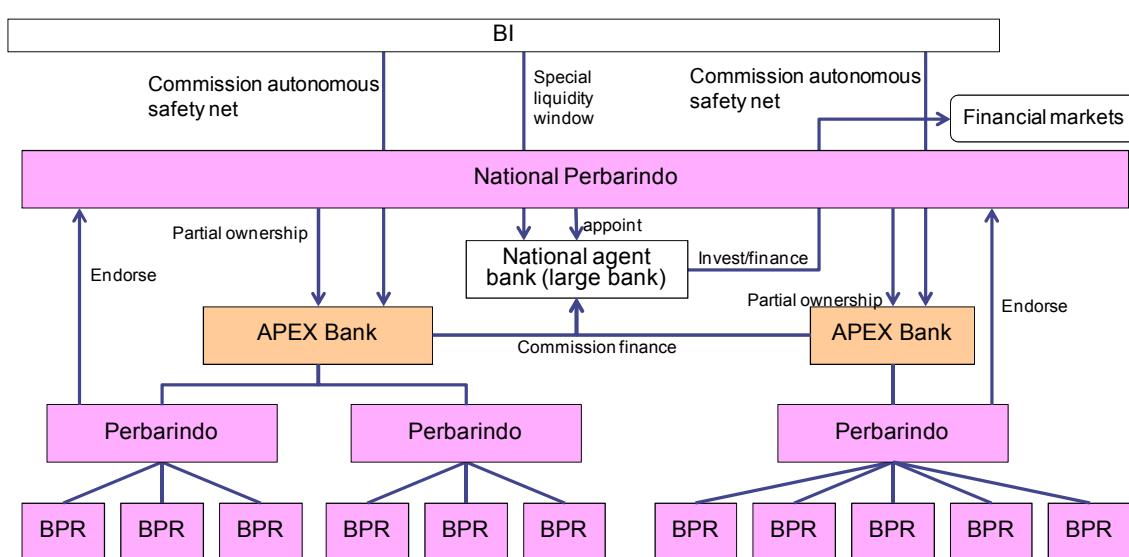 BI
Commission autonomous
safety net
Special
liquidity
window
Commission autonomous
safety net
Financial markets
National Perbarindo
Partial ownership
appoint
Endorse
National agent
bank (large bank)
Invest/finance
Partial ownership
Endorse
APEX Bank
Commission finance
APEX Bank
Perbarindo
Perbarindo
Perbarindo
BPR
BPR
BPR
BPR
BPR
BPR
BPR
BPR
BPR
BPR
BPR